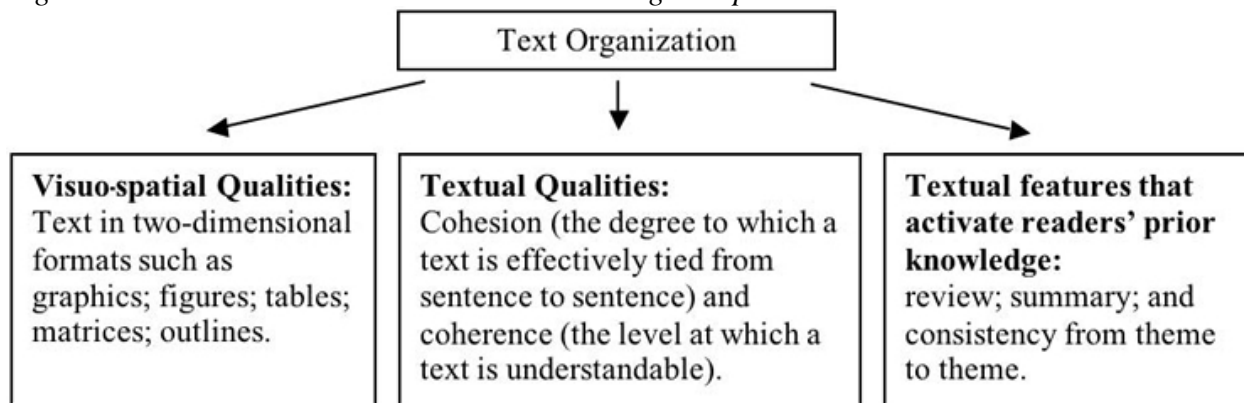 Text Organization
Visuo-spatial Qualities:
Text in two-dimensional
formats such as
graphics; figures; tables;
matrices; outlines.
Textual Qualities:
Cohesion (the degree to which a
text is effectively tied from
sentence to sentence) and
coherence (the level at which a
text is understandable).
Textual features that
activate readers’ prior
knowledge:
review; summary; and
consistency from theme
to theme.